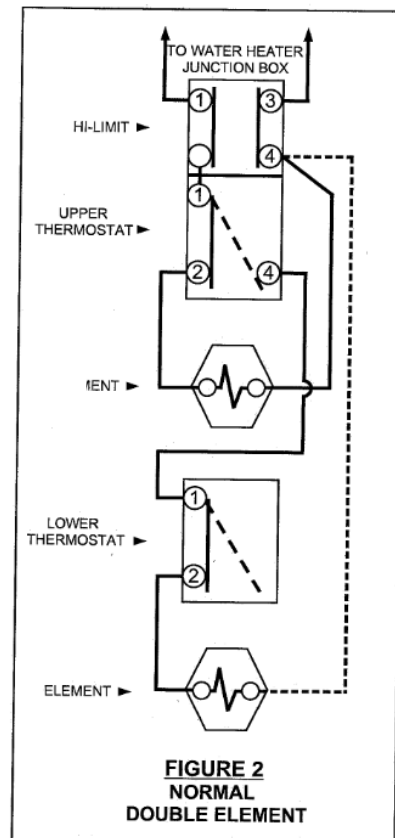 TO WATER HEATER
JUNCTION BOX
1 3
HI-LIMIT
4
1
UPPER
THERMOSTAT
2 4
MENT
1
LOWER
THERMOSTAT
2
ELEMENT
FIGURE 2
NORMAL
DOUBLE ELEMENT